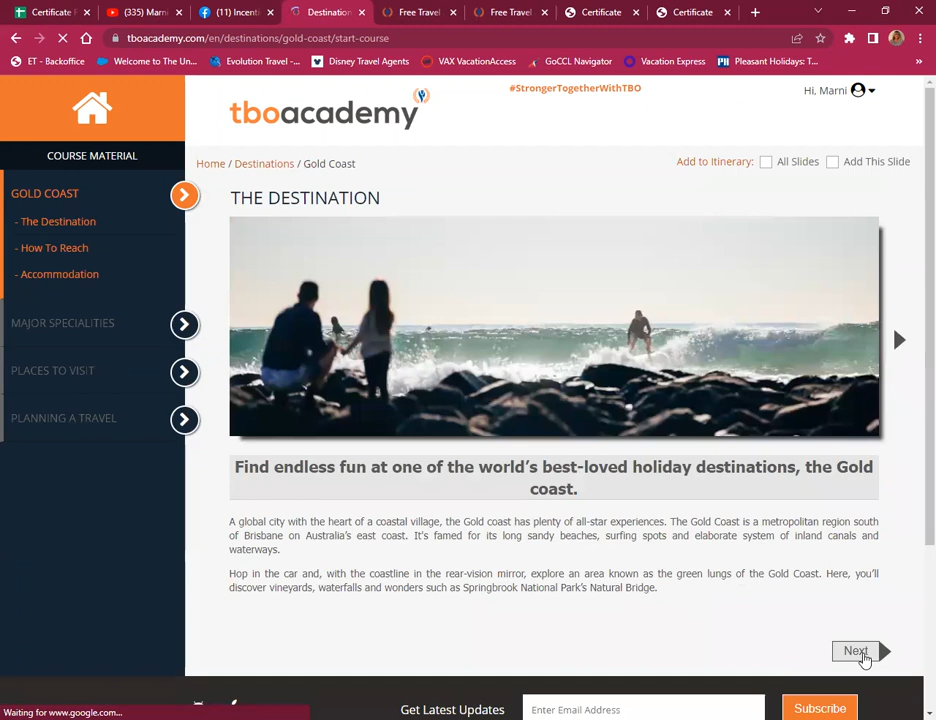 Certificate
(335) Marni
(11) Incenti
Destination
Free Travel
Free Travel
Certificate
Certificate
tboacademy.com/en/destinations/gold-coast/start-course
ET - Backoffice
Welcome to The Un...
Evolution Travel -...
Disney Travel Agents
VAX VacationAccess
GoCCL Navigator
Vacation Express
Pleasant Holidays: T...
»
#StrongerTogetherWithTBO
Hi, Marni
tboacademy
COURSE MATERIAL
Home / Destinations / Gold Coast
Add to Itinerary: All Slides Add This Slide
GOLD COAST
- The Destination
- How To Reach
- Accommodation
MAJOR SPECIALITIES
PLACES TO VISIT
PLANNING A TRAVEL
THE DESTINATION
Find endless fun at one of the world's best-loved holiday destinations, the Gold
coast.
A global city with the heart of a coastal village, the Gold coast has plenty of all-star experiences. The Gold Coast is a metropolitan region south
of Brisbane on Australia's east coast. It's famed for its long sandy beaches, surfing spots and elaborate system of inland canals and
waterways.
Hop in the car and, with the coastline in the rear-vision mirror, explore an area known as the green lungs of the Gold Coast. Here, you'll
discover vineyards, waterfalls and wonders such as Springbrook National Park's Natural Bridge.
Next
Get Latest Updates
Enter Email Address
Subscribe
Waiting for www.google.com...